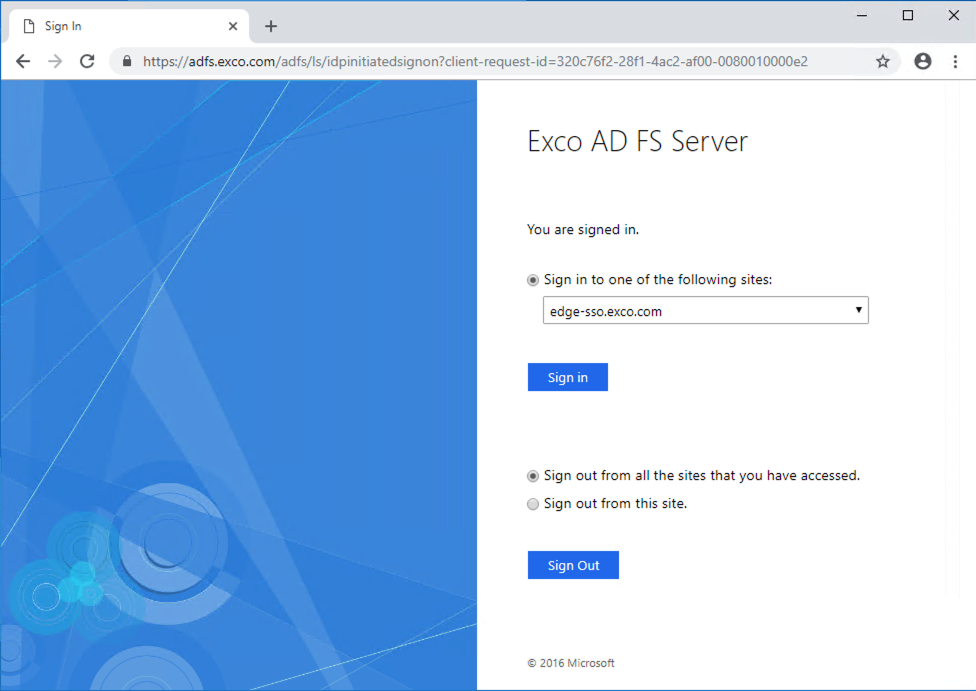 Sign In
https://adfs.exco.com/adfs/ls/idpinitiatedsignon?client-request-id=320c76f2-28f1-4ac2-af00-0080010000e2
Exco AD FS Server
You are signed in.
Sign in to one of the following sites:
edge-sso.exco.com
Sign in
Sign out from all the sites that you have accessed.
Sign out from this site.
Sign Out
© 2016 Microsoft